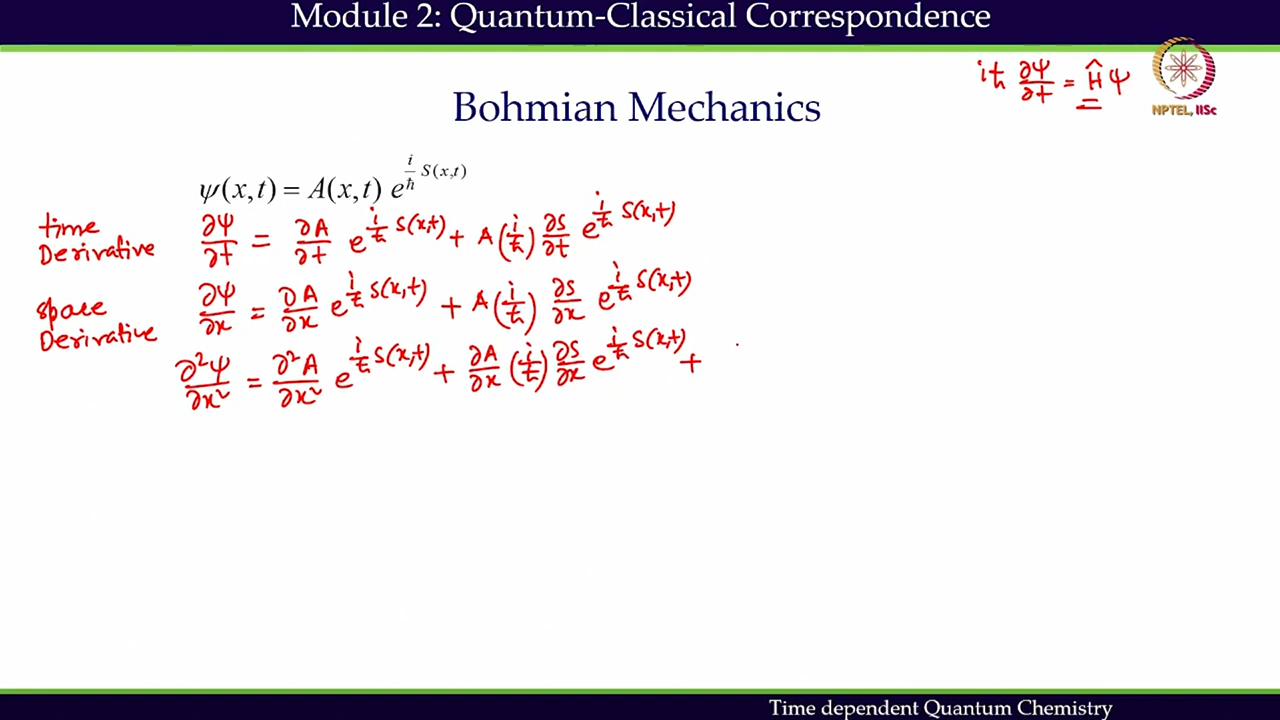 Module 2: Quantum-Classical Correspondence
iħ ∂Ψ/∂t = ĤΨ
NPTEL, IISc
Bohmian Mechanics
ψ(x,t) = A(x,t) e^{i/ħ S(x,t)}
time Derivative ∂Ψ/∂t = ∂A/∂t e^{i/ħ S(x,t)} + A(i/ħ) ∂S/∂t e^{i/ħ S(x,t)}
space Derivative ∂Ψ/∂x = ∂A/∂x e^{i/ħ S(x,t)} + A(i/ħ) ∂S/∂x e^{i/ħ S(x,t)}
∂²Ψ/∂x² = ∂²A/∂x² e^{i/ħ S(x,t)} + ∂A/∂x (i/ħ) ∂S/∂x e^{i/ħ S(x,t)} +
Time dependent Quantum Chemistry